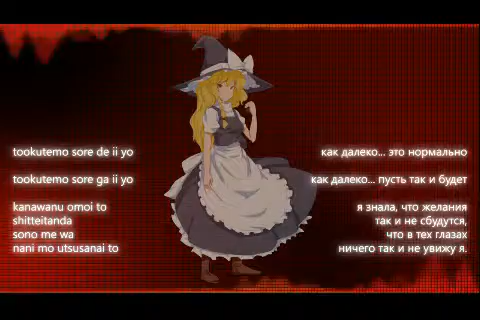 tookutemo sore de ii yo
tookutemo sore ga ii yo
kanawanu omoi to
shitteitanda
sono me wa
nani mo utsusanai to
как далеко... это нормально
как далеко... пусть так и будет
я знала, что желания
так и не сбудутся,
что в тех глазах
ничего так и не увижу я.